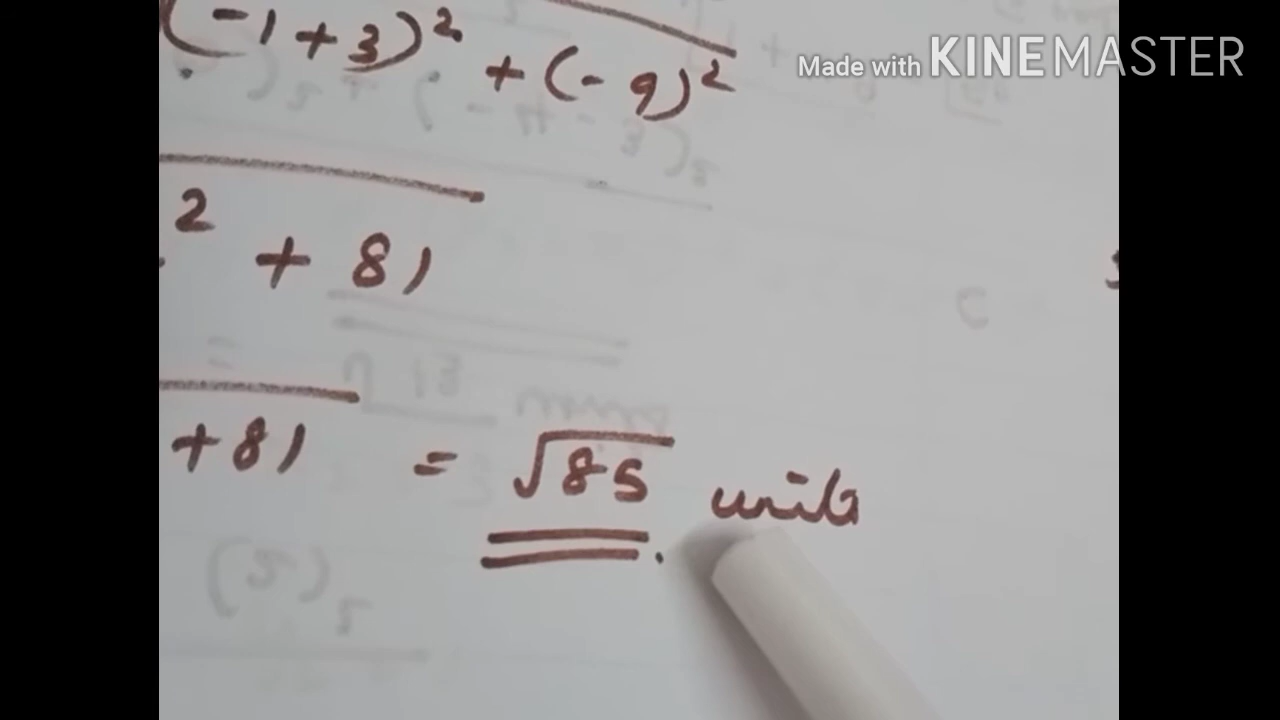 (-1+3)² + (-9)²
Made with KINEMASTER
² + 81
+81 = √85 units